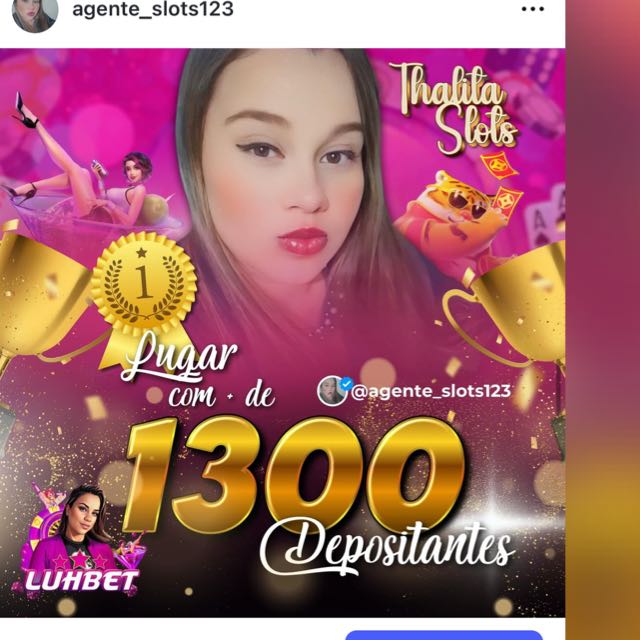 agente_slots123
Thalita
Slots
1
Lugar
com + de
@agente_slots123
1300
Depositantes
LUHBET
A
A